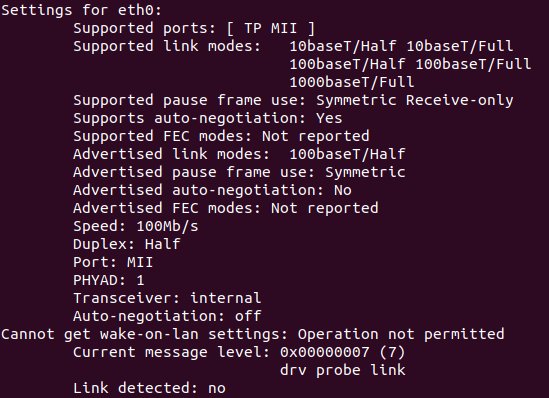 Settings for eth0:
Supported ports: [ TP MII ]
Supported link modes: 10baseT/Half 10baseT/Full
100baseT/Half 100baseT/Full
1000baseT/Full
Supported pause frame use: Symmetric Receive-only
Supports auto-negotiation: Yes
Supported FEC modes: Not reported
Advertised link modes: 100baseT/Half
Advertised pause frame use: Symmetric
Advertised auto-negotiation: No
Advertised FEC modes: Not reported
Speed: 100Mb/s
Duplex: Half
Port: MII
PHYAD: 1
Transceiver: internal
Auto-negotiation: off
Cannot get wake-on-lan settings: Operation not permitted
Current message level: 0x00000007 (7)
drv probe link
Link detected: no